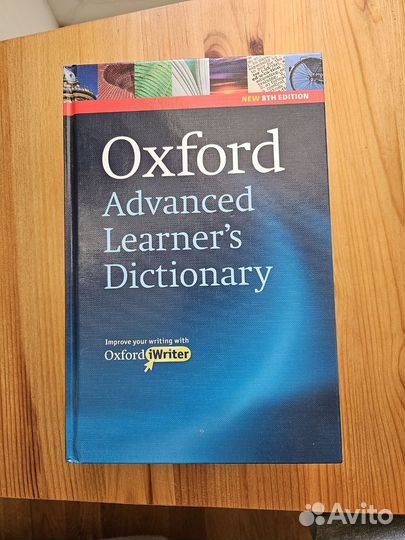 NEW 8TH EDITION
Oxford
Advanced
Learner's
Dictionary
Improve your writing with
Oxford iWriter
Avito